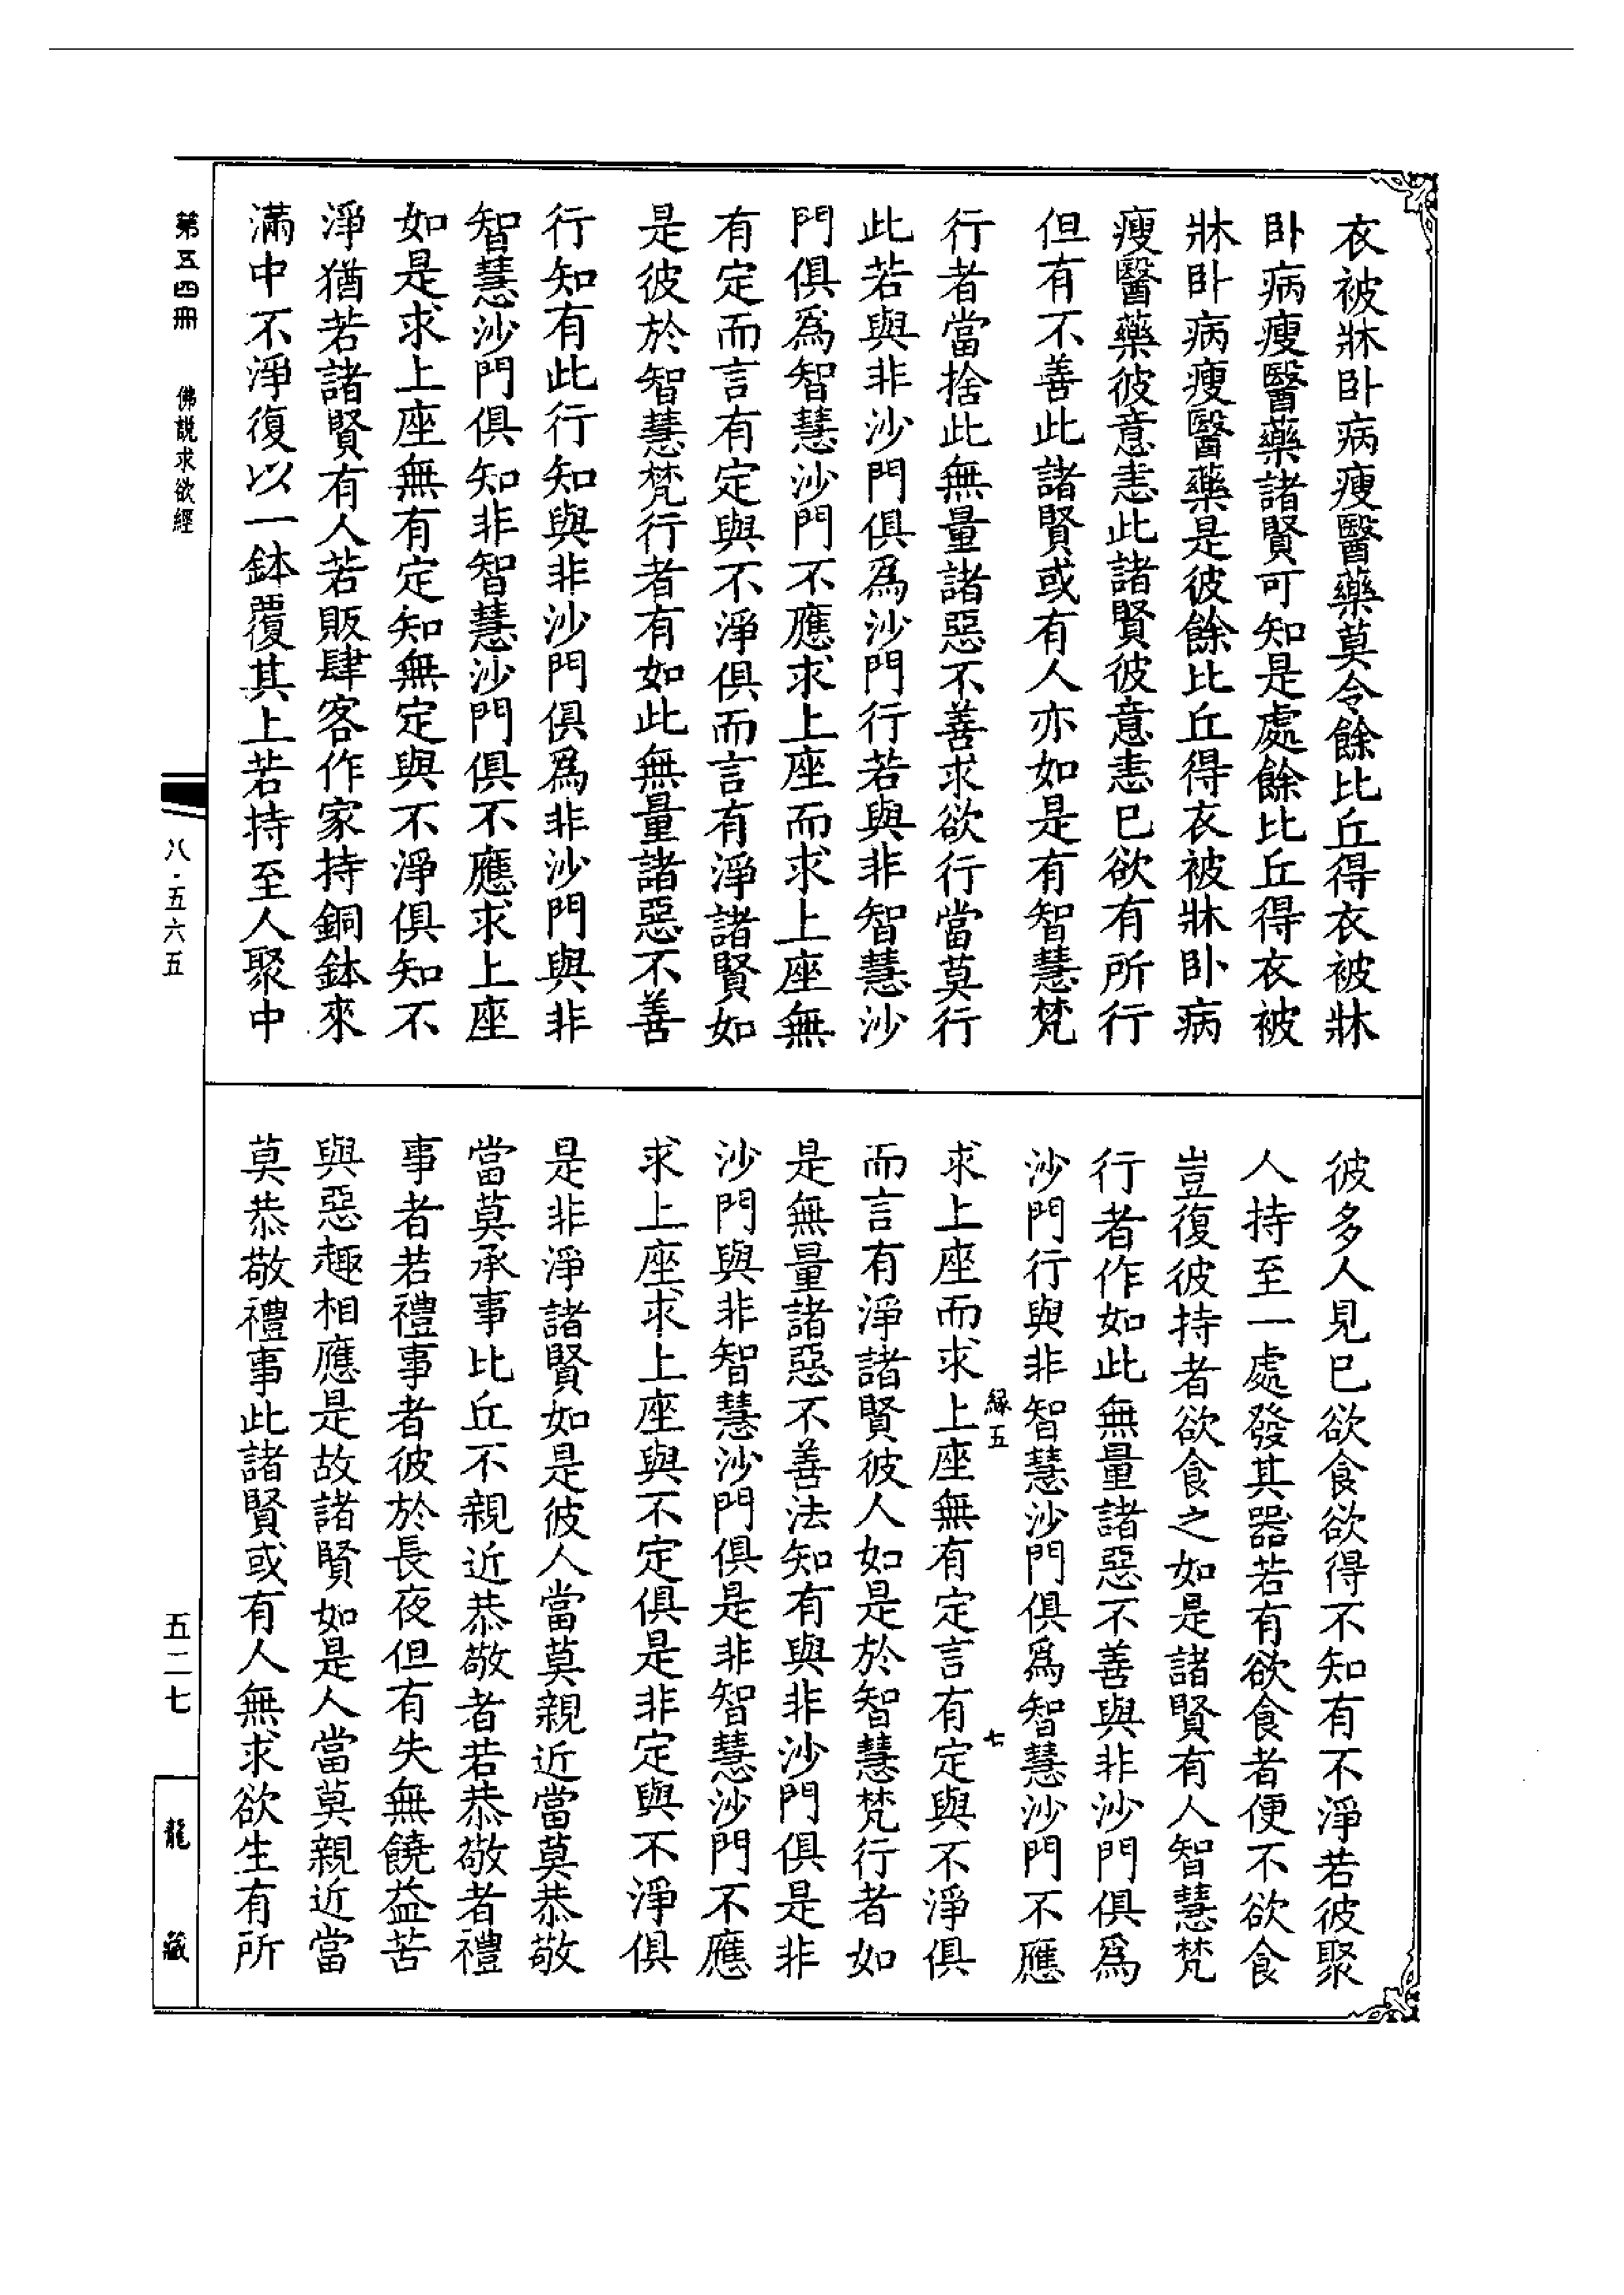 衣被牀卧病瘦醫藥莫令餘比丘得衣被牀
卧病瘦醫藥諸賢可知是處餘比丘得衣被
牀卧病瘦醫藥是彼餘比丘得衣被牀卧病
瘦醫藥彼意恚此諸賢彼意恚已欲有所行
但有不善此諸賢或有人亦如是有智慧梵
行者當捨此無量諸惡不善求欲行當莫行
此若與非沙門俱爲沙門行若與非智慧沙
門俱爲智慧沙門不應求上座而求上座無
有定而言有定與不淨俱而言有淨諸賢如
是彼於智慧梵行者有如此無量諸惡不善
行知有此行知與非沙門俱爲非沙門與非
智慧沙門俱知非智慧沙門俱不應求上座
如是求上座無有定知無定與不淨俱知不
淨猶若諸賢有人若販肆客作家持銅鉢來
滿中不淨復以一鉢覆其上若持至人聚中
彼多人見已欲食欲得不知有不淨若彼聚
人持至一處發其器若有欲食者便不欲食
豈復彼持者欲食之如是諸賢有人智慧梵
行者作如此無量諸惡不善與非沙門俱爲
沙門行與非智慧沙門俱爲智慧沙門不應
緣五 七
求上座而求上座無有定言有定與不淨俱
而言有淨諸賢彼人如是於智慧梵行者如
是無量諸惡不善法知有與非沙門俱是非
沙門與非智慧沙門俱是非智慧沙門不應
求上座求上座與不定俱是非定與不淨俱
是非淨諸賢如是彼人當莫親近當莫恭敬
當莫承事比丘不親近恭敬者若恭敬者禮
事者若禮事者彼於長夜但有失無饒益苦
與惡趣相應是故諸賢如是人當莫親近當
莫恭敬禮事此諸賢或有人無求欲生有所
第五四冊 佛説求欲經
八·五六五
五二七
龍藏